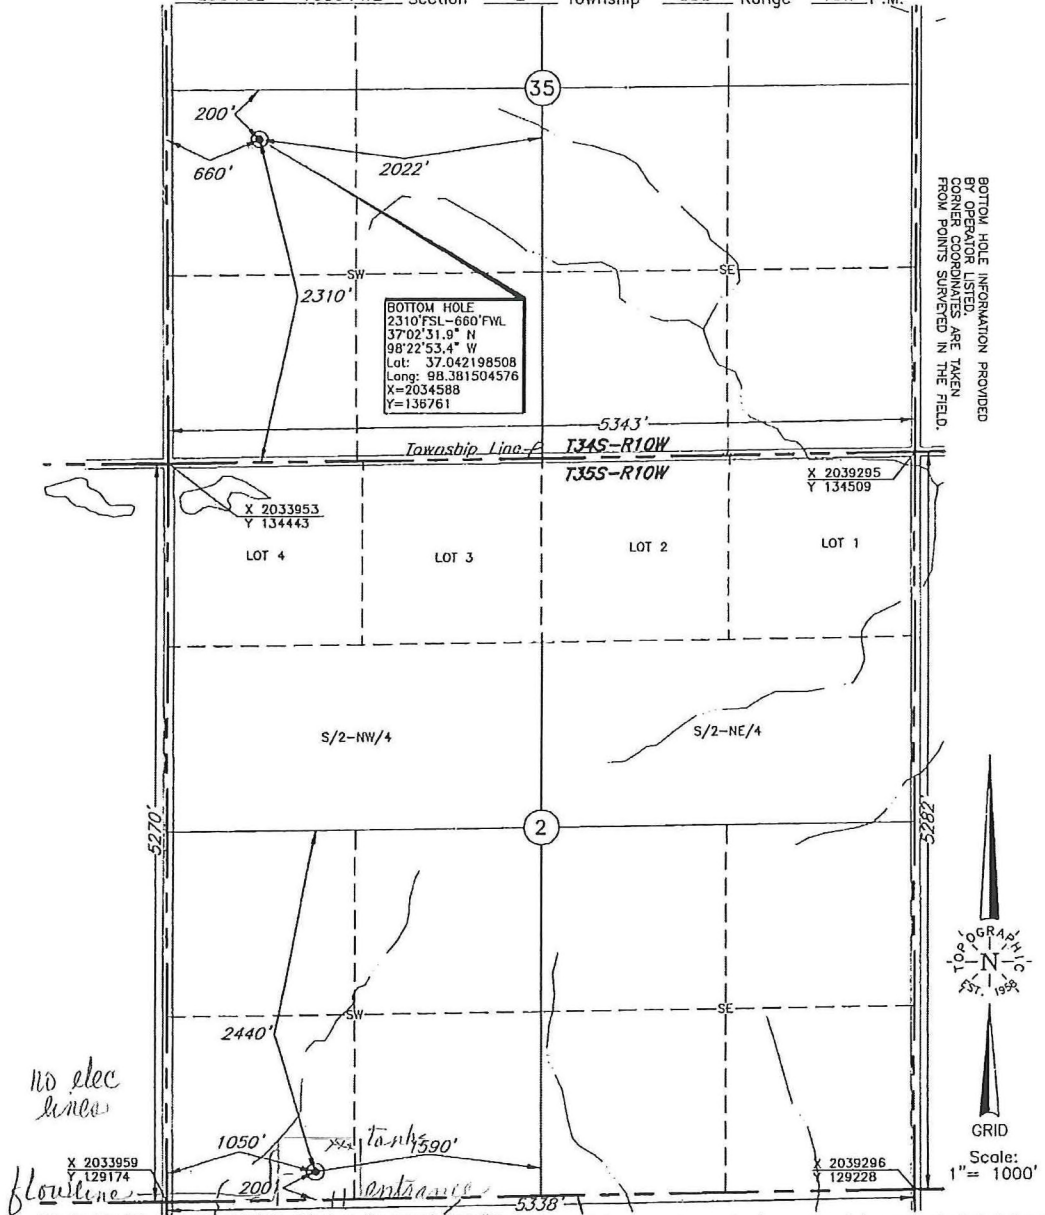 Section
Township
Range
P.M.
35
200'
660'
2022'
SW
SE
2310'
BOTTOM HOLE
2310'FSL-660'FWL
37°02'31.9" N
98°22'53.4" W
Lat: 37.042198508
Long: 98.381504576
X=2034588
Y=136761
BOTTOM HOLE INFORMATION PROVIDED
BY OPERATOR LISTED.
CORNER COORDINATES ARE TAKEN
FROM POINTS SURVEYED IN THE FIELD.
5343'
Township Line
T34S-R10W
T35S-R10W
X 2033953
Y 134443
X 2039295
Y 134509
LOT 4
LOT 3
LOT 2
LOT 1
S/2-NW/4
S/2-NE/4
5270'
5282'
2
TOPOGRAPHIC
N
EST. 1958
2440'
SW
SE
no elec
lines
GRID
Scale:
1"= 1000'
1050'
tanks
1590'
X 2033959
Y 129174
X 2039296
Y 129228
flowline
200'
entrance
5338'